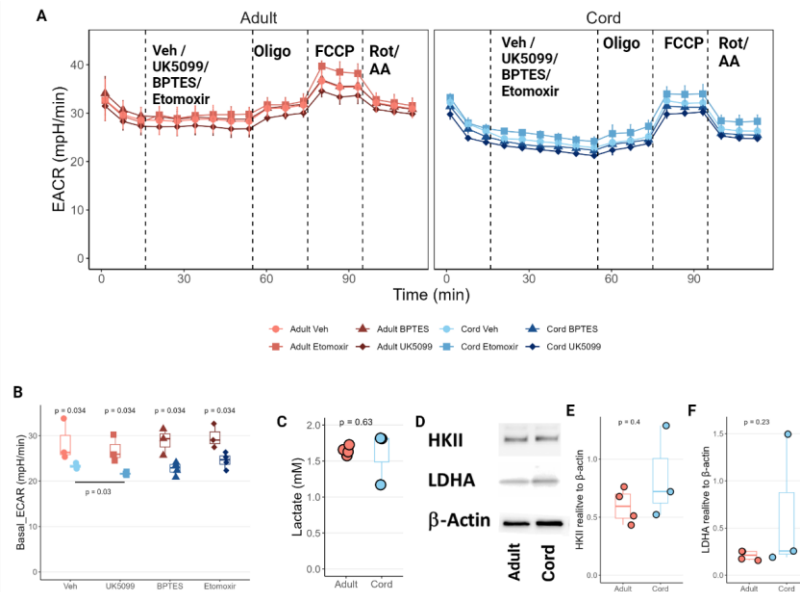 A
Adult
Cord
EACR (mpH/min)
40
30
20
10
0
Veh /
UK5099/
BPTES/
Etomoxir
Oligo
FCCP
Rot/
AA
Veh /
UK5099/
BPTES/
Etomoxir
Oligo
FCCP
Rot/
AA
0 30 60 90 0 30 60 90
Time (min)
Adult Veh Adult BPTES Cord Veh Cord BPTES
Adult Etomoxir Adult UK5099 Cord Etomoxir Cord UK5099
B
Basal_ECAR (mpH/min)
30
20
10
0
p = 0.034 p = 0.034 p = 0.034 p = 0.034
p = 0.03
Veh UK5099 BPTES Etomoxir
C
Lactate (mM)
2.0
1.5
1.0
0.5
0.0
p = 0.63
Adult Cord
D
HKII
LDHA
β-Actin
Adult
Cord
E
HKII realitve to β-actin
1.0
0.5
0.0
p = 0.4
Adult Cord
F
LDHA realitve to β-actin
1.5
1.0
0.5
0.0
p = 0.23
Adult Cord